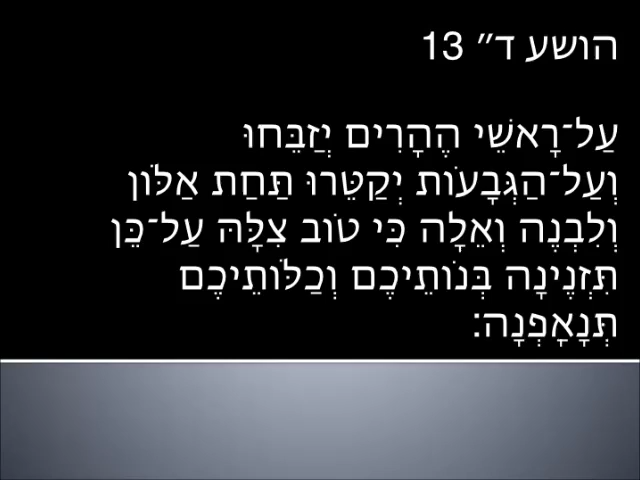 הושע ד״ 13
עַל־רָאשֵׁי הֶהָרִים יְזַבֵּחוּ
וְעַל־הַגְּבָעוֹת יְקַטֵּרוּ תַּחַת אַלּוֹן
וְלִבְנֶה וְאֵלָה כִּי טוֹב צִלָּהּ עַל־כֵּן
תִּזְנֶינָה בְּנוֹתֵיכֶם וְכַלּוֹתֵיכֶם
תְּנָאָפְנָה׃